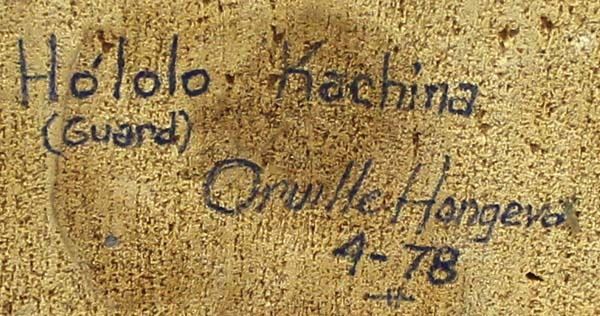 Hólolo Kachina
(Guard)
Orville Hongeva
4-78